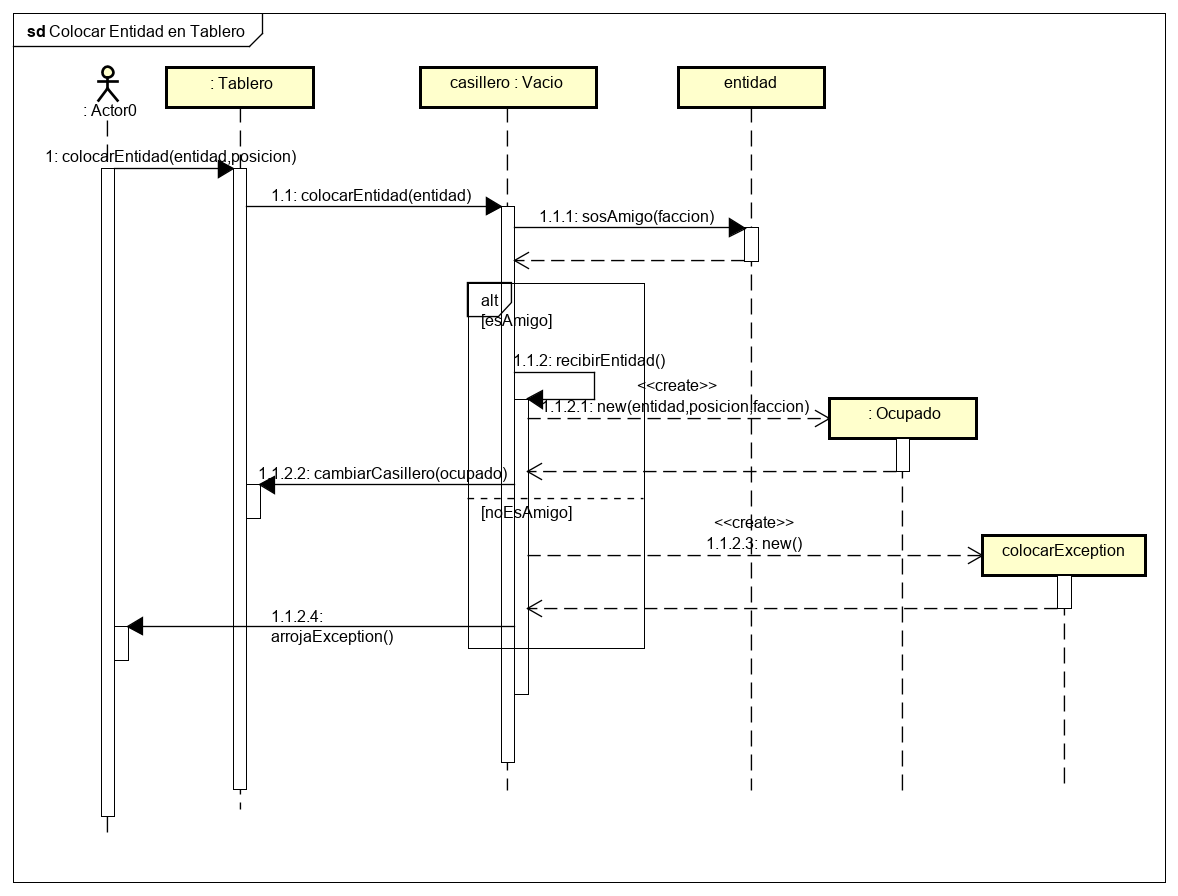 sd Colocar Entidad en Tablero
: Actor0
: Tablero
casillero : Vacio
entidad
1: colocarEntidad(entidad,posicion)
1.1: colocarEntidad(entidad)
1.1.1: sosAmigo(faccion)
alt
[esAmigo]
1.1.2: recibirEntidad()
<<create>>
1.1.2.1: new(entidad,posicion,faccion)
: Ocupado
1.1.2.2: cambiarCasillero(ocupado)
[noEsAmigo]
<<create>>
1.1.2.3: new()
colocarException
1.1.2.4:
arrojaException()